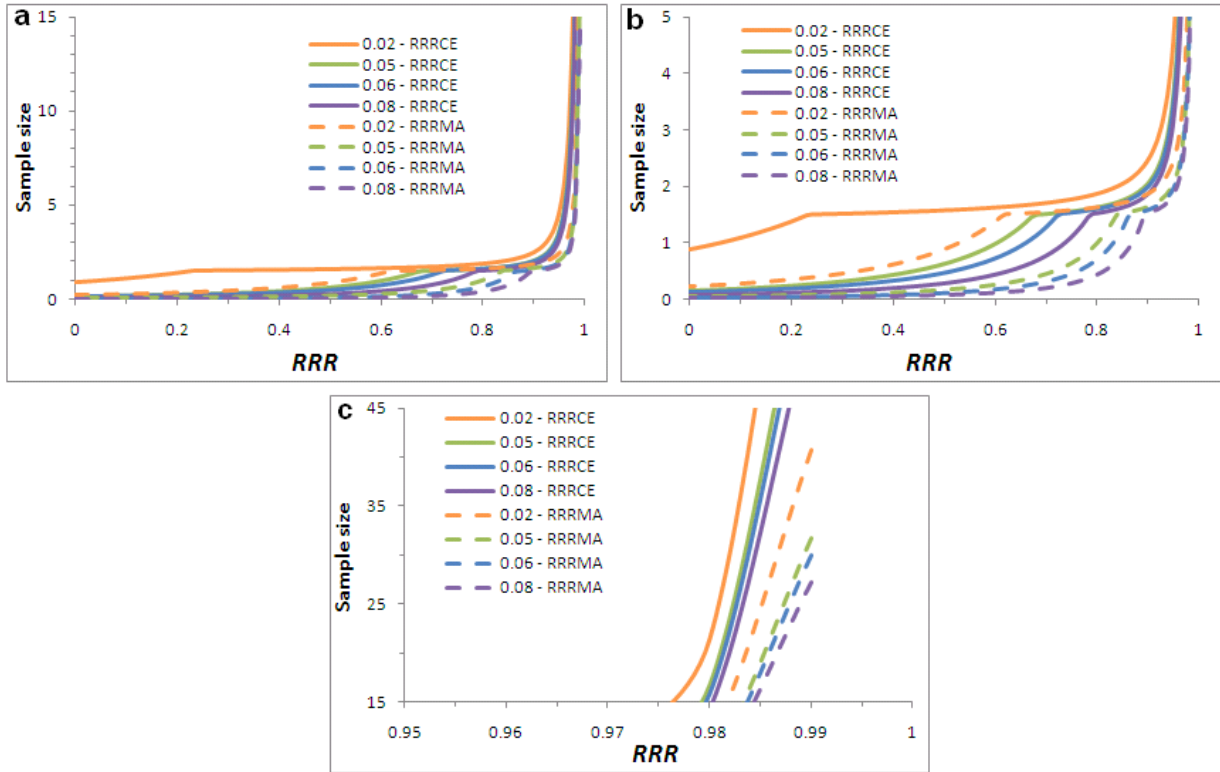 a
15
10
5
0
Sample size
0.02 - RRRCE
0.05 - RRRCE
0.06 - RRRCE
0.08 - RRRCE
0.02 - RRRMA
0.05 - RRRMA
0.06 - RRRMA
0.08 - RRRMA
0 0.2 0.4 0.6 0.8 1
RRR
b
5
4
3
2
1
0
Sample size
0.02 - RRRCE
0.05 - RRRCE
0.06 - RRRCE
0.08 - RRRCE
0.02 - RRRMA
0.05 - RRRMA
0.06 - RRRMA
0.08 - RRRMA
0 0.2 0.4 0.6 0.8 1
RRR
c
45
35
25
15
Sample size
0.02 - RRRCE
0.05 - RRRCE
0.06 - RRRCE
0.08 - RRRCE
0.02 - RRRMA
0.05 - RRRMA
0.06 - RRRMA
0.08 - RRRMA
0.95 0.96 0.97 0.98 0.99 1
RRR